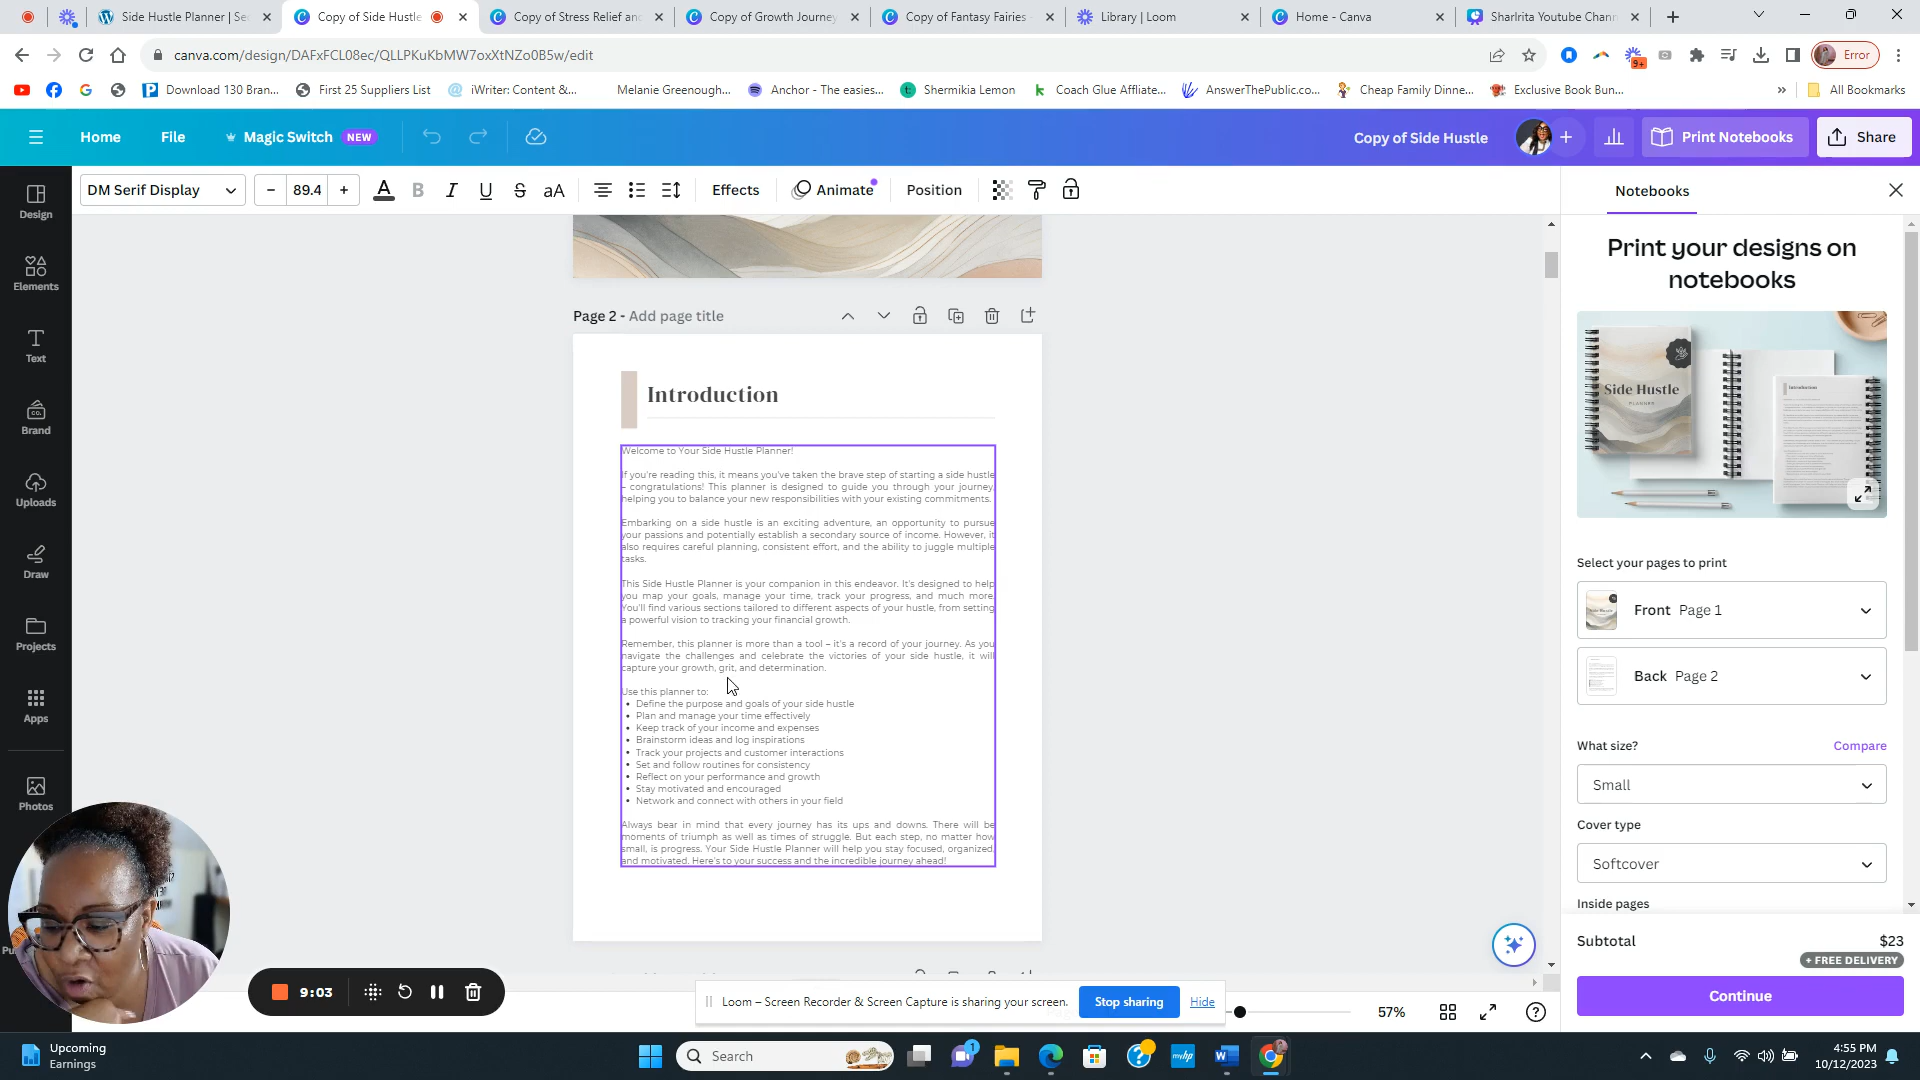 Side Hustle Planner | Se
Copy of Side Hustle
Copy of Stress Relief an
Copy of Growth Journey
Copy of Fantasy Fairies
Library | Loom
Home - Canva
SharIrita Youtube Chan
canva.com/design/DAFxFCL08ec/QLLPKuKbMW7oxXtNZo0B5w/edit
9+
Error
Download 130 Bran...
First 25 Suppliers List
iWriter: Content &...
Melanie Greenough...
Anchor - The easies...
Shermikia Lemon
Coach Glue Affiliate...
AnswerThePublic.co...
Cheap Family Dinne...
Exclusive Book Bun...
All Bookmarks
Home
File
Magic Switch NEW
Copy of Side Hustle
Print Notebooks
Share
DM Serif Display
89.4
aA
Effects
Animate
Position
Design
Elements
Text
Brand
Uploads
Draw
Projects
Apps
Photos
Page 2 - Add page title
Introduction
Welcome to Your Side Hustle Planner!
If you're reading this, it means you've taken the brave step of starting a side hustle
– congratulations! This planner is designed to guide you through your journey,
helping you to balance your new responsibilities with your existing commitments.
Embarking on a side hustle is an exciting adventure, an opportunity to pursue
your passions and potentially establish a secondary source of income. However, it
also requires careful planning, consistent effort, and the ability to juggle multiple
tasks.
This Side Hustle Planner is your companion in this endeavor. It's designed to help
you map your goals, manage your time, track your progress, and much more.
You'll find various sections tailored to different aspects of your hustle, from setting
a powerful vision to tracking your financial growth.
Remember, this planner is more than a tool – it's a record of your journey. As you
navigate the challenges and celebrate the victories of your side hustle, it will
capture your growth, grit, and determination.
Use this planner to:
• Define the purpose and goals of your side hustle
• Plan and manage your time effectively
• Keep track of your income and expenses
• Brainstorm ideas and log inspirations
• Track your projects and customer interactions
• Set and follow routines for consistency
• Reflect on your performance and growth
• Stay motivated and encouraged
• Network and connect with others in your field
Always bear in mind that every journey has its ups and downs. There will be
moments of triumph as well as times of struggle. But each step, no matter how
small, is progress. Your Side Hustle Planner will help you stay focused, organized,
and motivated. Here's to your success and the incredible journey ahead!
Notebooks
Print your designs on
notebooks
Side Hustle
PLANNER
Introduction
Select your pages to print
Front Page 1
Back Page 2
What size?
Compare
Small
Cover type
Softcover
Inside pages
Subtotal
$23
+ FREE DELIVERY
Continue
9:03
Loom – Screen Recorder & Screen Capture is sharing your screen.
Stop sharing
Hide
57%
Upcoming
Earnings
Search
1
4:55 PM
10/12/2023